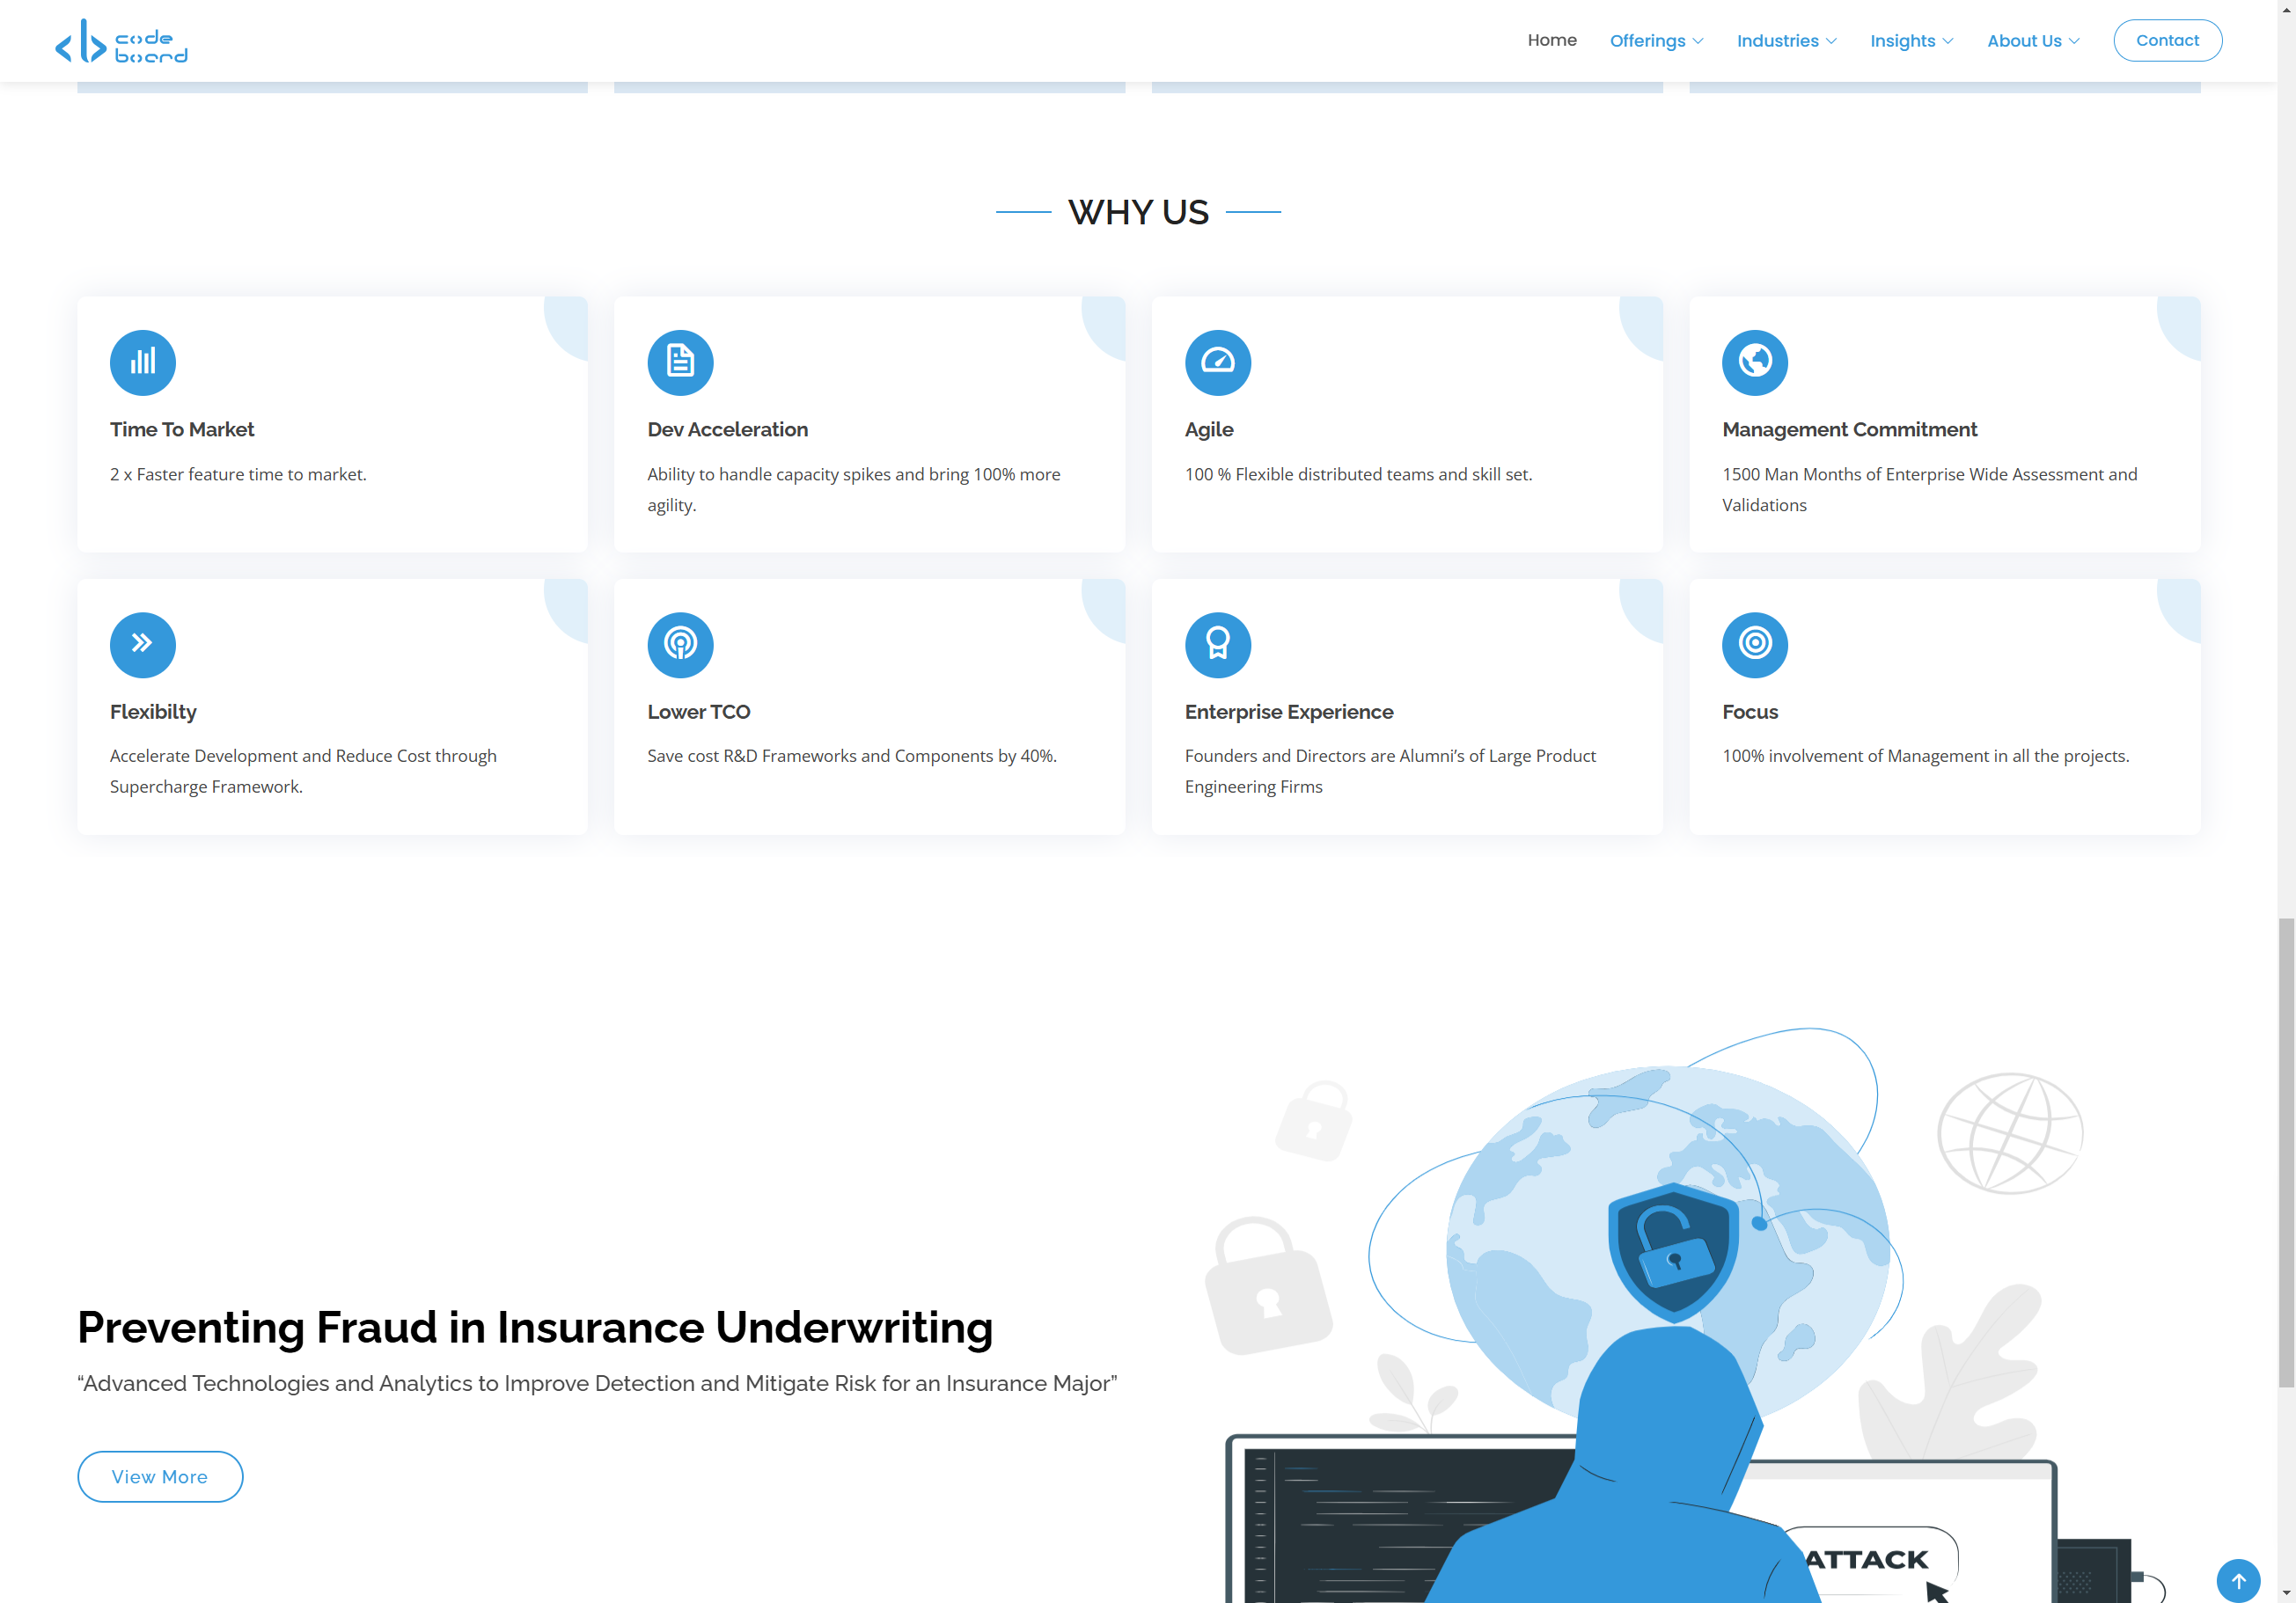 code
board
Home
Offerings
Industries
Insights
About Us
Contact
WHY US
Time To Market
2 x Faster feature time to market.
Dev Acceleration
Ability to handle capacity spikes and bring 100% more
agility.
Agile
100 % Flexible distributed teams and skill set.
Management Commitment
1500 Man Months of Enterprise Wide Assessment and
Validations
Flexibilty
Accelerate Development and Reduce Cost through
Supercharge Framework.
Lower TCO
Save cost R&D Frameworks and Components by 40%.
Enterprise Experience
Founders and Directors are Alumni’s of Large Product
Engineering Firms
Focus
100% involvement of Management in all the projects.
Preventing Fraud in Insurance Underwriting
“Advanced Technologies and Analytics to Improve Detection and Mitigate Risk for an Insurance Major”
View More
ATTACK